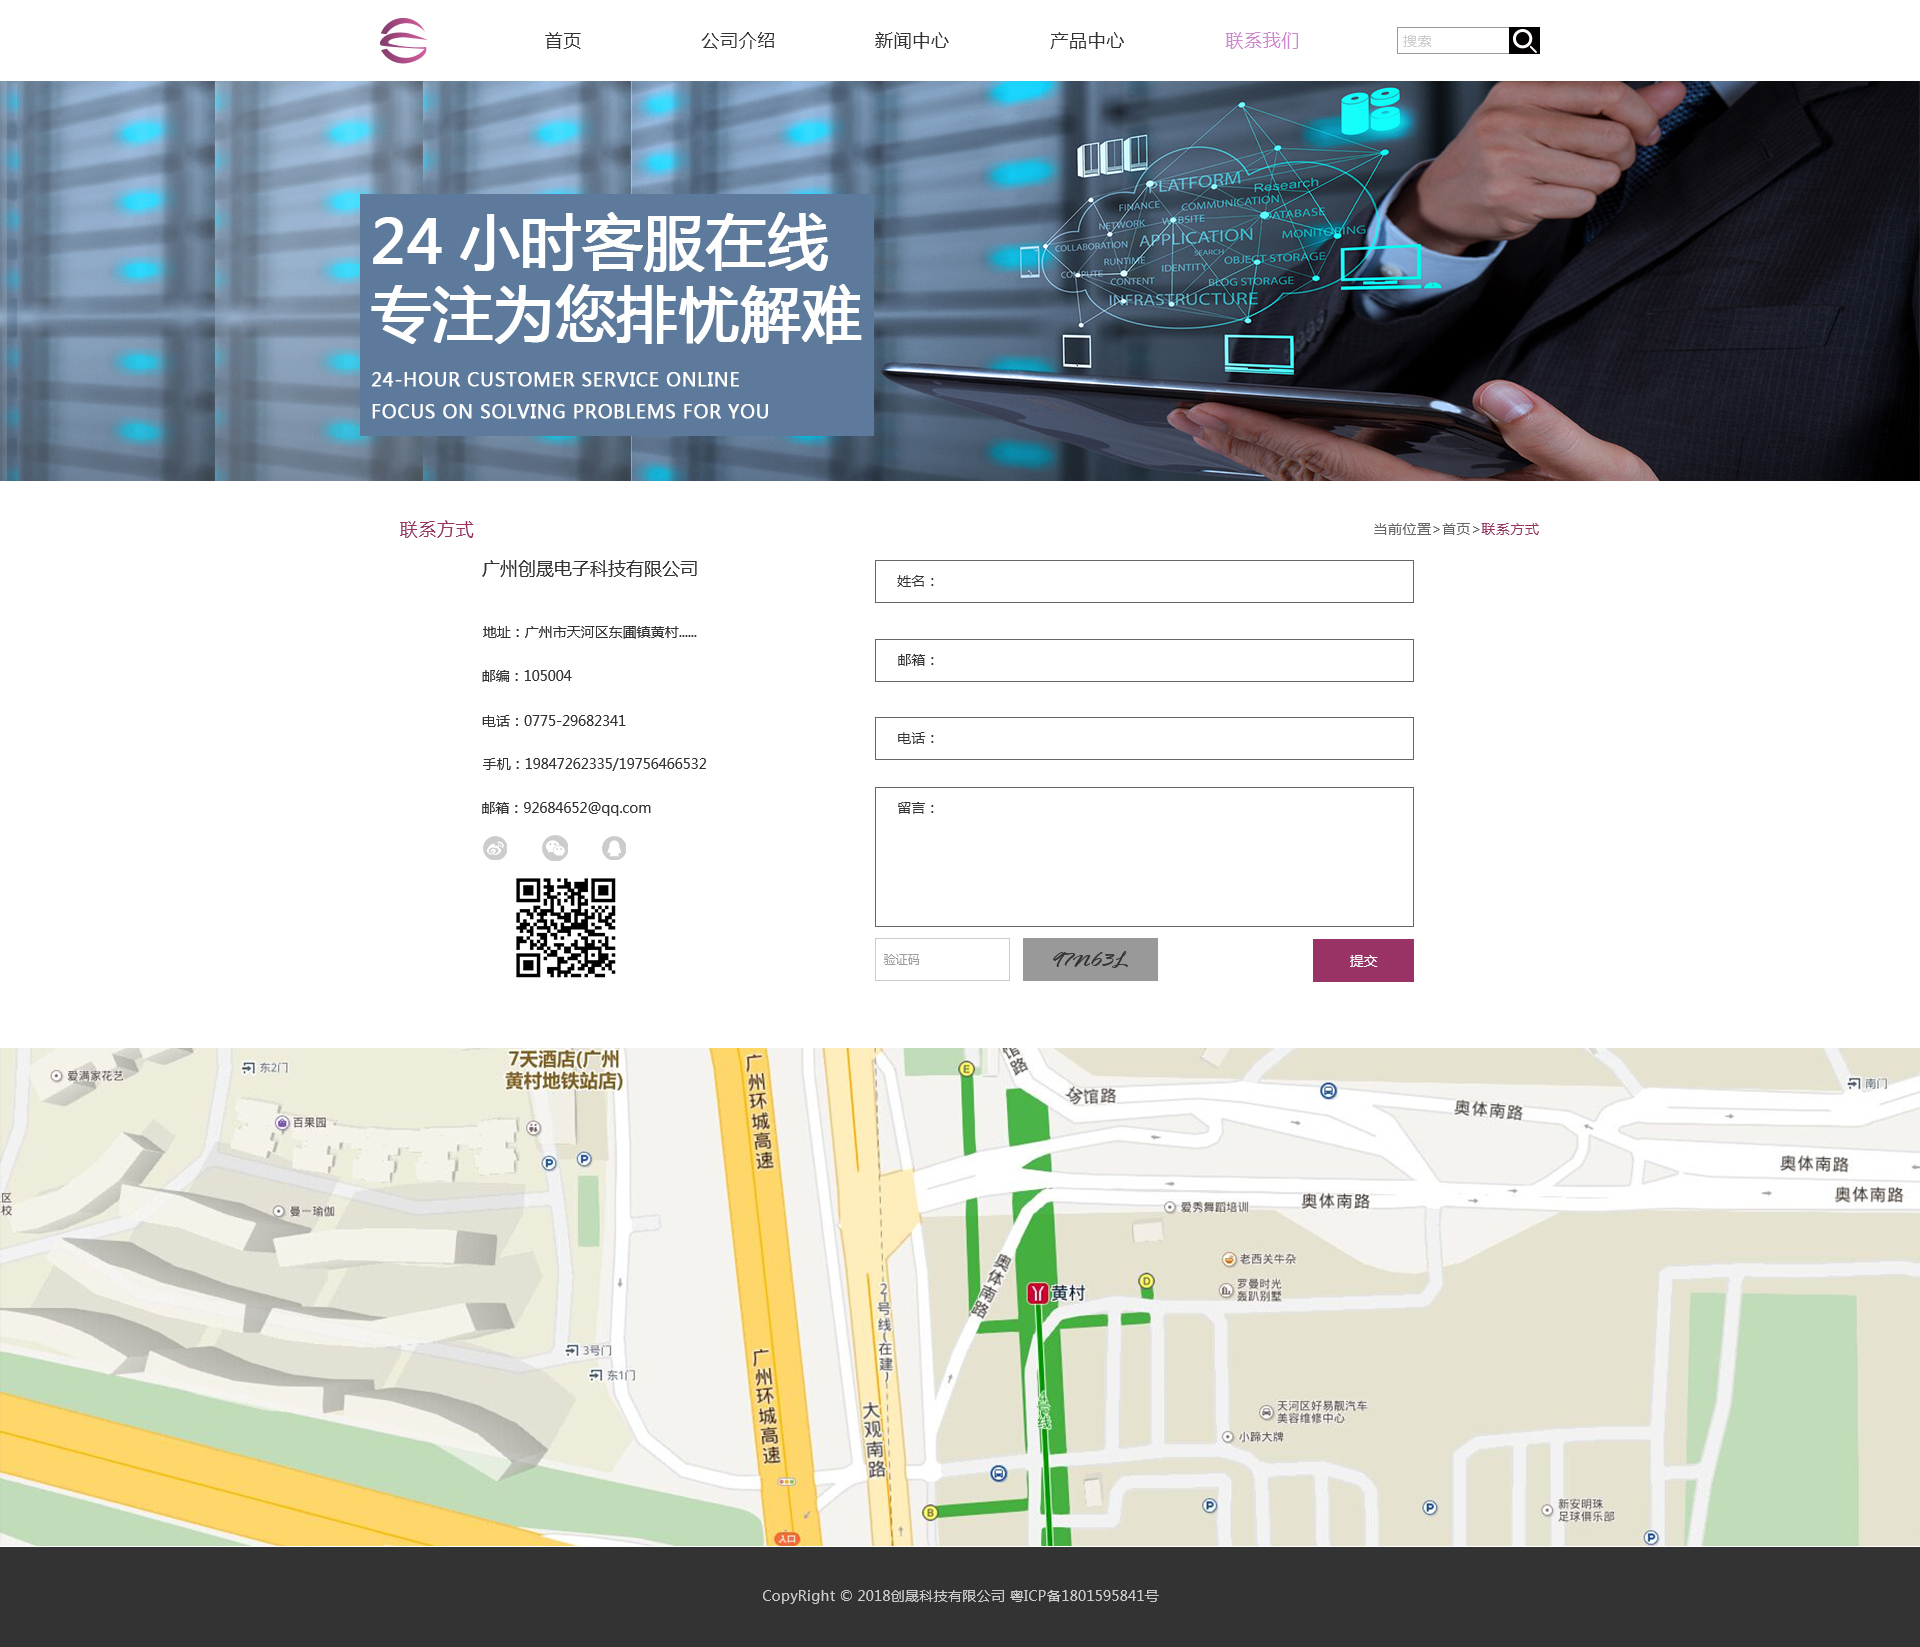 首页
公司介绍
新闻中心
产品中心
联系我们
搜索
PLATFORM
Research
FINANCE
COMMUNICATION
NETWORK
WEBSITE
DATABASE
COLLABORATION
APPLICATION
MONITORING
RUNTIME
SEARCH
IDENTITY
OBJECT STORAGE
COMPUTE
CONTENT
BLOG STORAGE
INFRASTRUCTURE
24 小时客服在线
专注为您排忧解难
24-HOUR CUSTOMER SERVICE ONLINE
FOCUS ON SOLVING PROBLEMS FOR YOU
联系方式
当前位置>首页>联系方式
广州创晟电子科技有限公司
地址：广州市天河区东圃镇黄村......
邮编：105004
电话：0775-29682341
手机：19847262335/19756466532
邮箱：92684652@qq.com
姓名：
邮箱：
电话：
留言：
验证码
97n63L
提交
爱满家花艺
东2门
7天酒店(广州
黄村地铁站店)
广州环城高速
E
馆路
馆路
奥体南路
南门
百果园
P
P
奥体南路
奥体南路
奥体南路
区
校
曼一瑜伽
爱秀舞蹈培训
老西关牛杂
罗曼时光
轰趴别墅
奥体南路
黄村
D
21号线(在建)
3号门
东1门
广州环城高速
大观南路
4号线
天河区好易靓汽车
美容维修中心
小蹄大牌
B
入口
P
P
新安明珠
足球俱乐部
P
CopyRight © 2018创晟科技有限公司 粤ICP备1801595841号